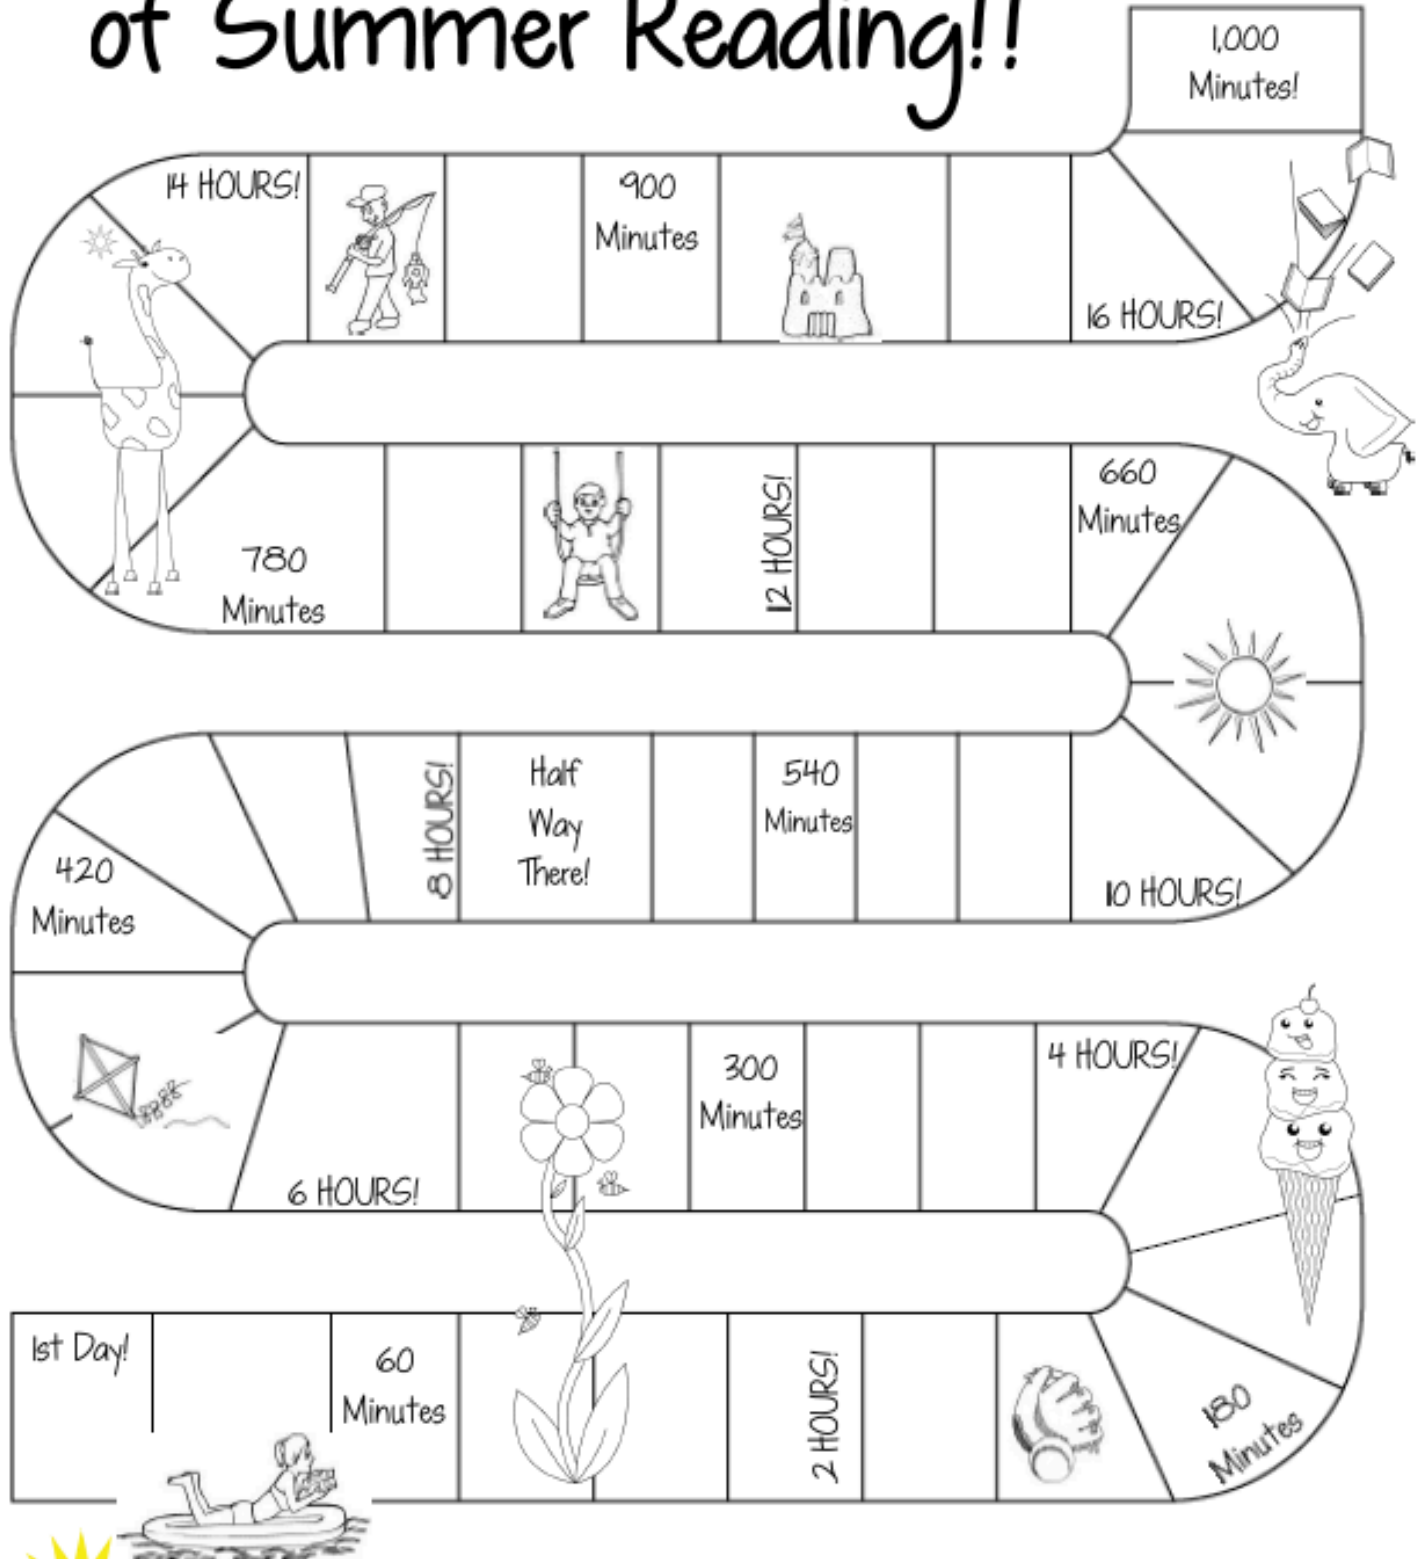 of Summer Reading!!
1,000
Minutes!
14 HOURS!
900
Minutes
16 HOURS!
780
Minutes
12 HOURS!
660
Minutes
8 HOURS!
Half
Way
There!
540
Minutes
10 HOURS!
420
Minutes
6 HOURS!
300
Minutes
4 HOURS!
1st Day!
60
Minutes
2 HOURS!
180
Minutes